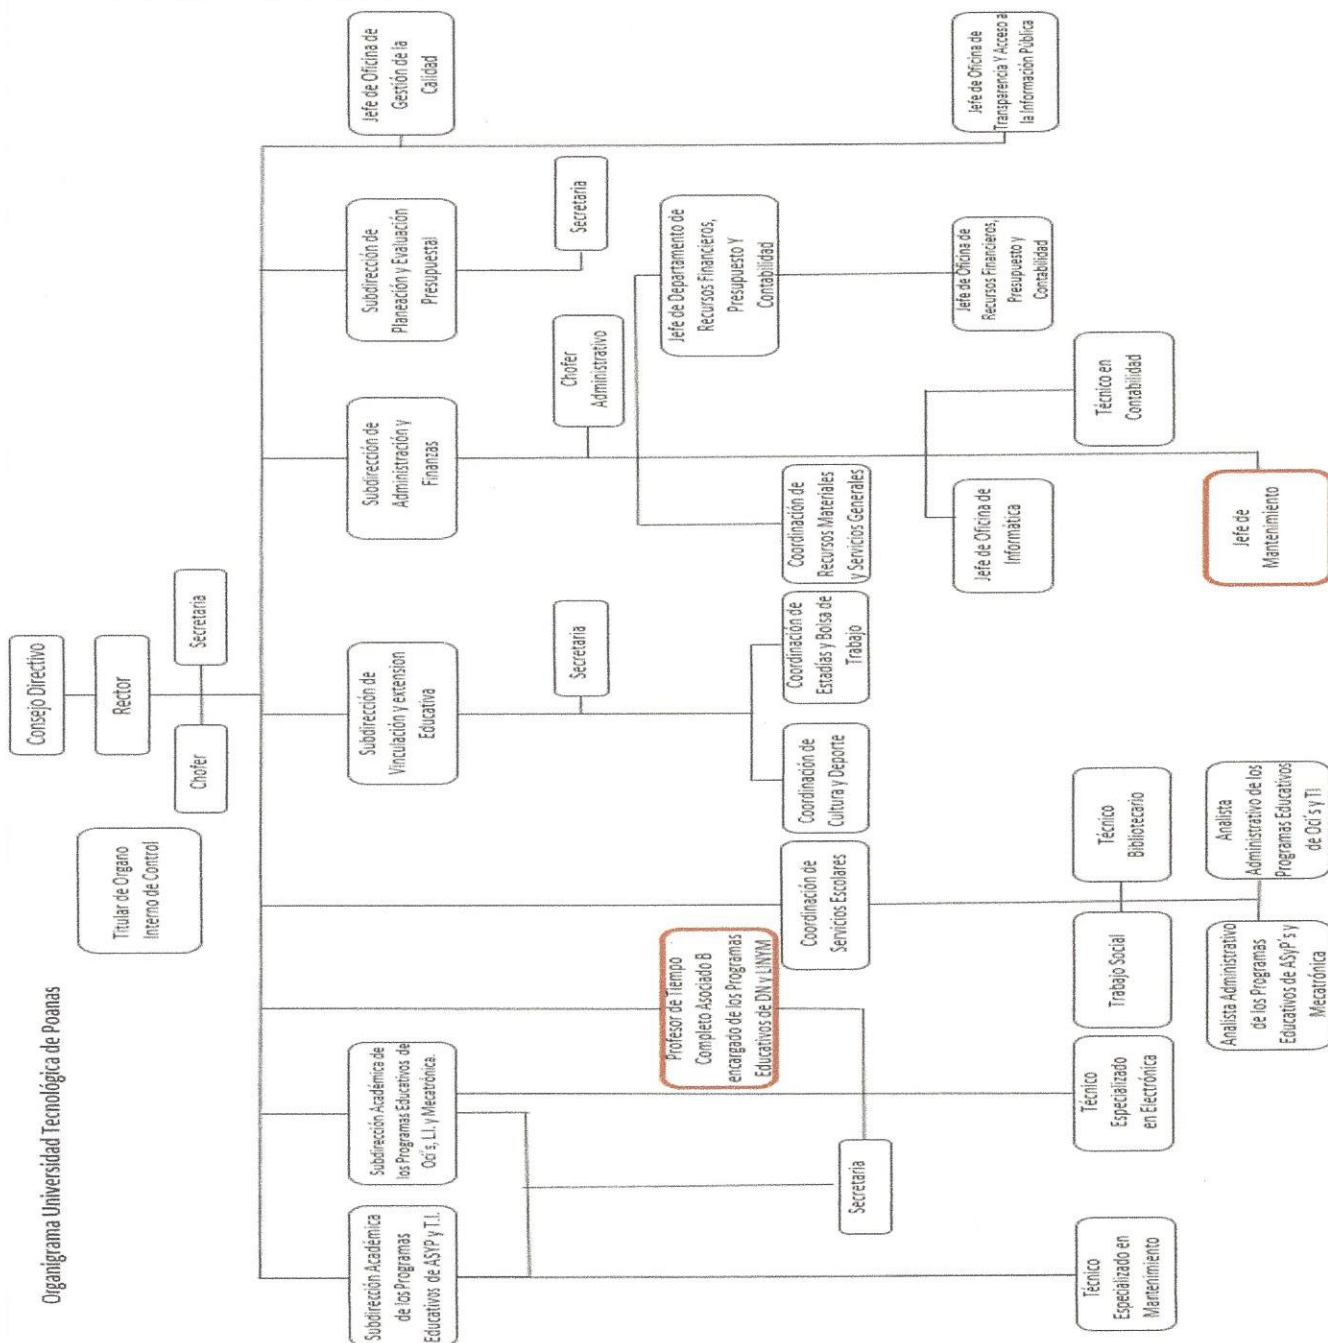 Organigrama Universidad Tecnológica de Poanas
Consejo Directivo
Rector
Titular de Organo
Interno de Control
Chofer
Secretaria
Subdirección Académica
de los Programas
Educativos de ASYP y T.I.
Subdirección Académica de
los Programas Educativos de
Oci´s, L.I. y Mecatrónica.
Subdirección de
Vinculación y extension
Educativa
Subdirección de
Administración y
Finanzas
Subdirección de
Planeación y Evaluación
Presupuestal
Jefe de Oficina de
Gestión de la
Calidad
Secretaria
Chofer
Administrativo
Secretaria
Profesor de Tiempo
Completo Asociado B
encargado de los Programas
Educativos de DN y LINYM
Jefe de Departamento de
Recursos Financieros,
Presupuesto Y
Contabilidad
Secretaria
Coordinación de
Servicios Escolares
Coordinación de
Cultura y Deporte
Coordinación de
Estadías y Bolsa de
Trabajo
Coordinación de
Recursos Materiales
y Servicios Generales
Jefe de Oficina de
Informática
Jefe de Oficina de
Recursos Financieros,
Presupuesto y
Contabilidad
Jefe de Oficina de
Transparencia Y Acceso a
la Información Pública
Técnico
Especializado en
Mantenimiento
Técnico
Especializado
en Electrónica
Trabajo Social
Técnico
Bibliotecario
Técnico en
Contabilidad
Analista Administrativo
de los Programas
Educativos de ASyP´s y
Mecatrónica
Analista
Administrativo de los
Programas Educativos
de Oci´s y TI
Jefe de
Mantenimiento